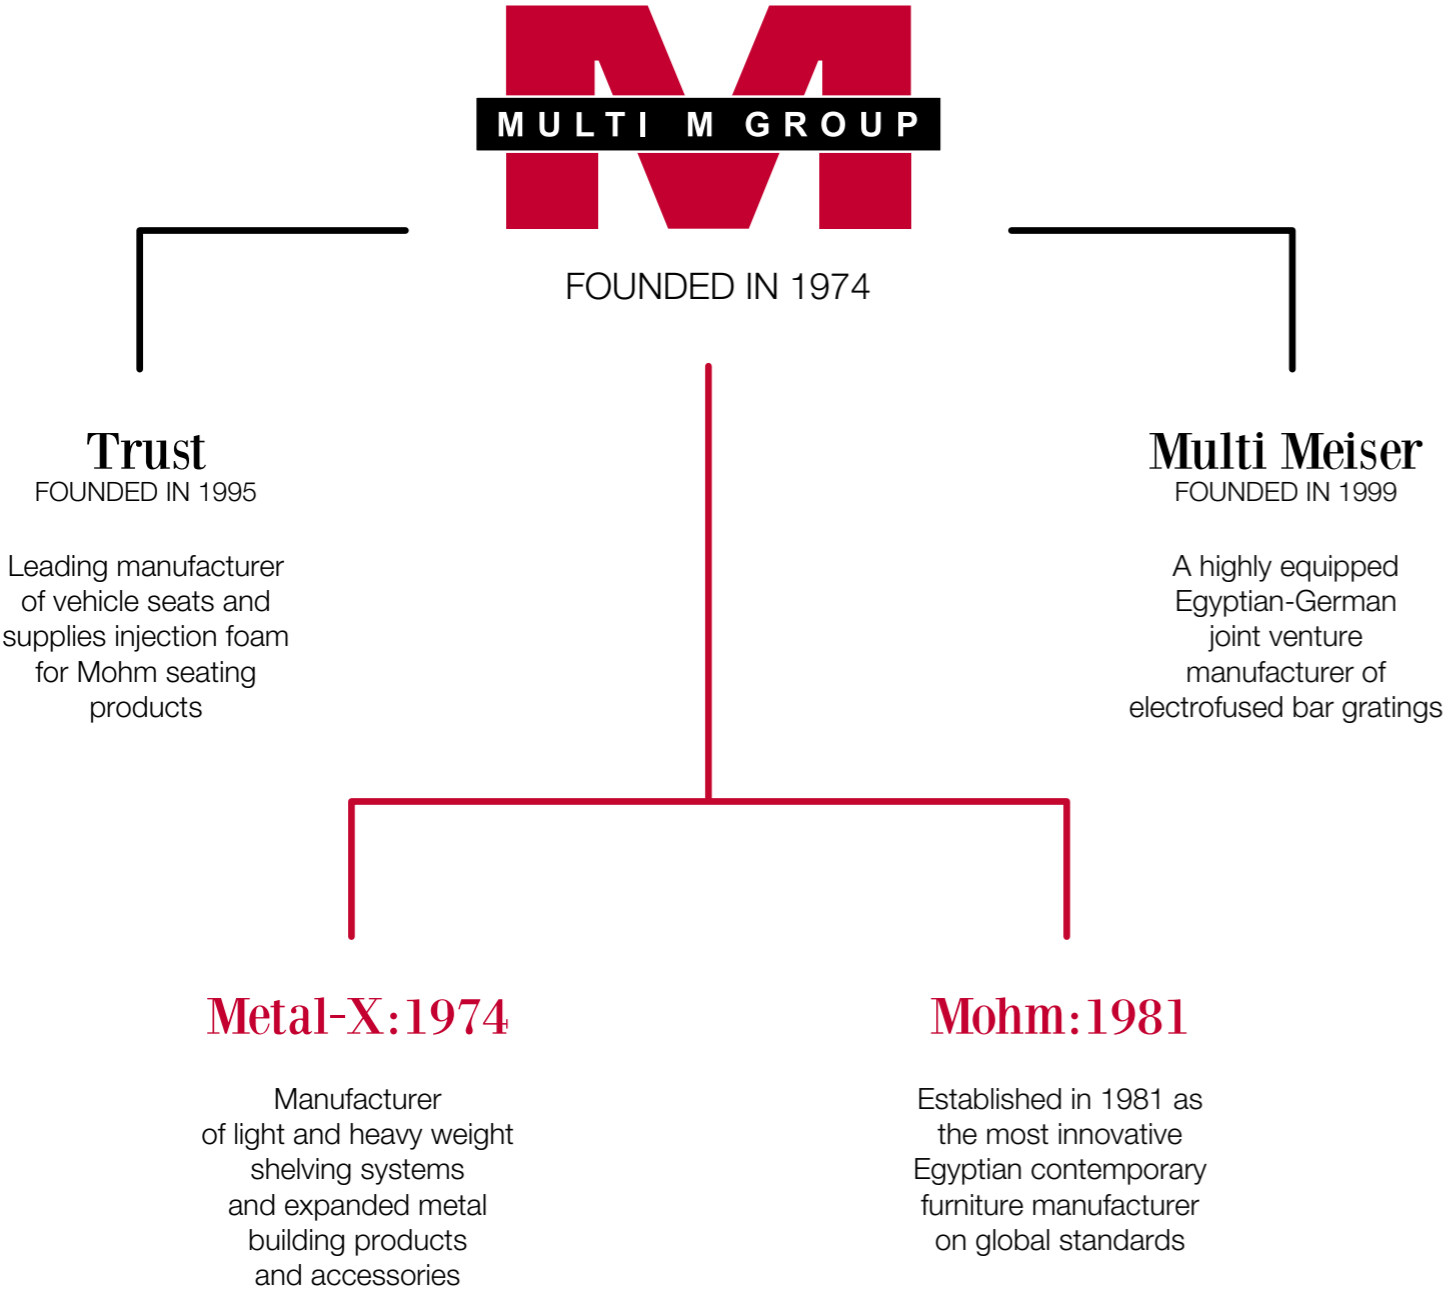 MULTI M GROUP
FOUNDED IN 1974
Trust
FOUNDED IN 1995
Leading manufacturer
of vehicle seats and
supplies injection foam
for Mohm seating
products
Multi Meiser
FOUNDED IN 1999
A highly equipped
Egyptian-German
joint venture
manufacturer of
electrofused bar gratings
Metal-X:1974
Manufacturer
of light and heavy weight
shelving systems
and expanded metal
building products
and accessories
Mohm:1981
Established in 1981 as
the most innovative
Egyptian contemporary
furniture manufacturer
on global standards